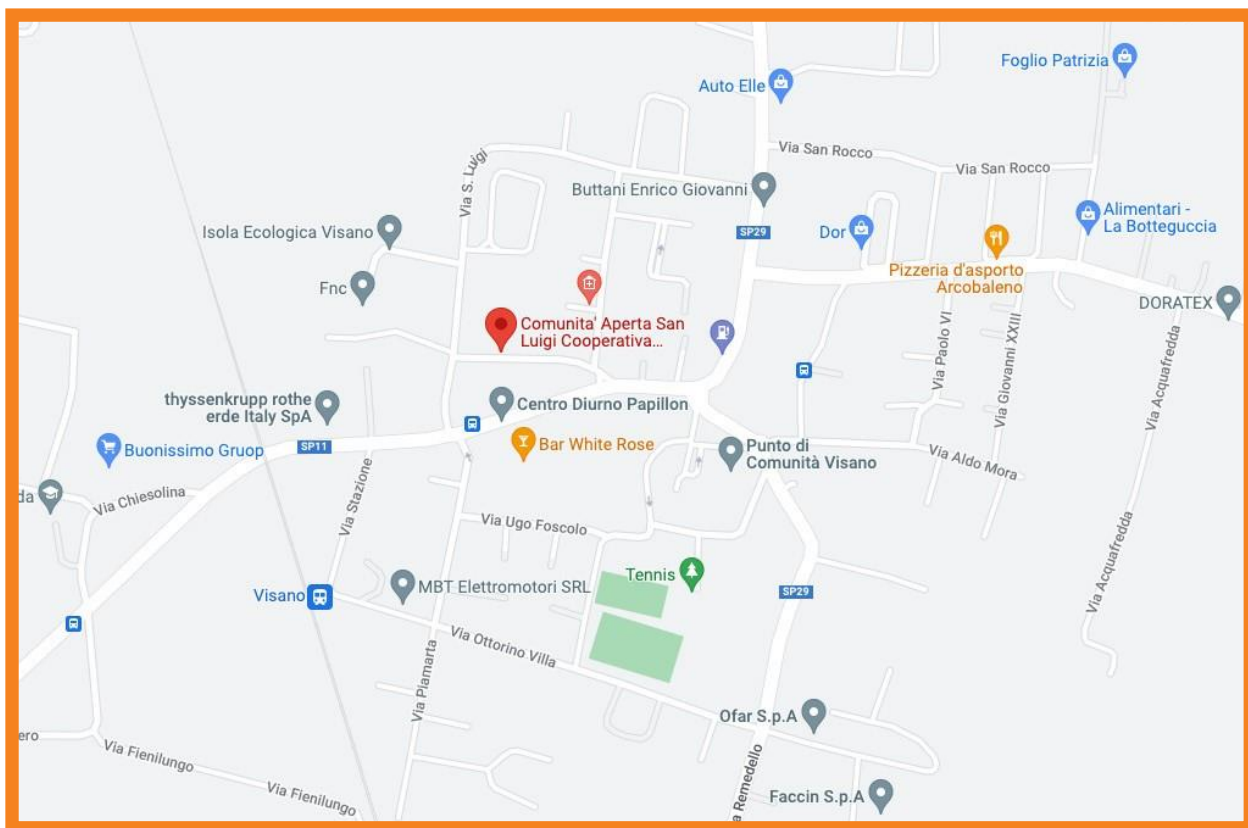 Foglio Patrizia
Auto Elle
Via San Rocco
Via San Rocco
Via S. Luigi
Buttani Enrico Giovanni
Alimentari -
La Botteguccia
Isola Ecologica Visano
SP29
Dor
Pizzeria d'asporto
Arcobaleno
Fnc
DORATEX
Comunita' Aperta San
Luigi Cooperativa...
Via Paolo VI
Via Giovanni XXIII
Via Acquafredda
thyssenkrupp rothe
erde Italy SpA
Centro Diurno Papillon
Buonissimo Gruop
SP11
Bar White Rose
Punto di
Comunità Visano
Via Aldo Mora
da
Via Chiesolina
Via Stazione
Via Ugo Foscolo
Via Acquafredda
Tennis
MBT Elettromotori SRL
Visano
SP29
Via Ottorino Villa
Via Piamarta
Ofar S.p.A
ero
Via Fienilungo
Via Fienilungo
a Remedello
Faccin S.p.A